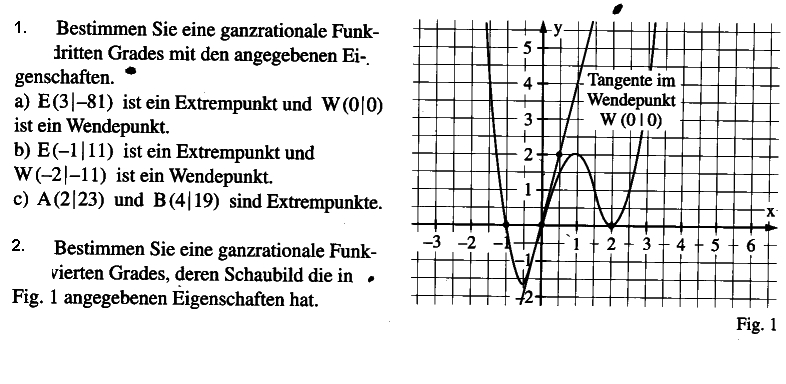 1. Bestimmen Sie eine ganzrationale Funk-
dritten Grades mit den angegebenen Ei-
genschaften.
a) E(3|–81) ist ein Extrempunkt und W(0|0)
ist ein Wendepunkt.
b) E(–1|11) ist ein Extrempunkt und
W(–2|–11) ist ein Wendepunkt.
c) A(2|23) und B(4|19) sind Extrempunkte.
2. Bestimmen Sie eine ganzrationale Funk-
vierten Grades, deren Schaubild die in
Fig. 1 angegebenen Eigenschaften hat.
y
5
4
3
2
1
Tangente im
Wendepunkt
W (0|0)
x
–3 –2 –1 1 2 3 4 5 6
–1
–2
Fig. 1